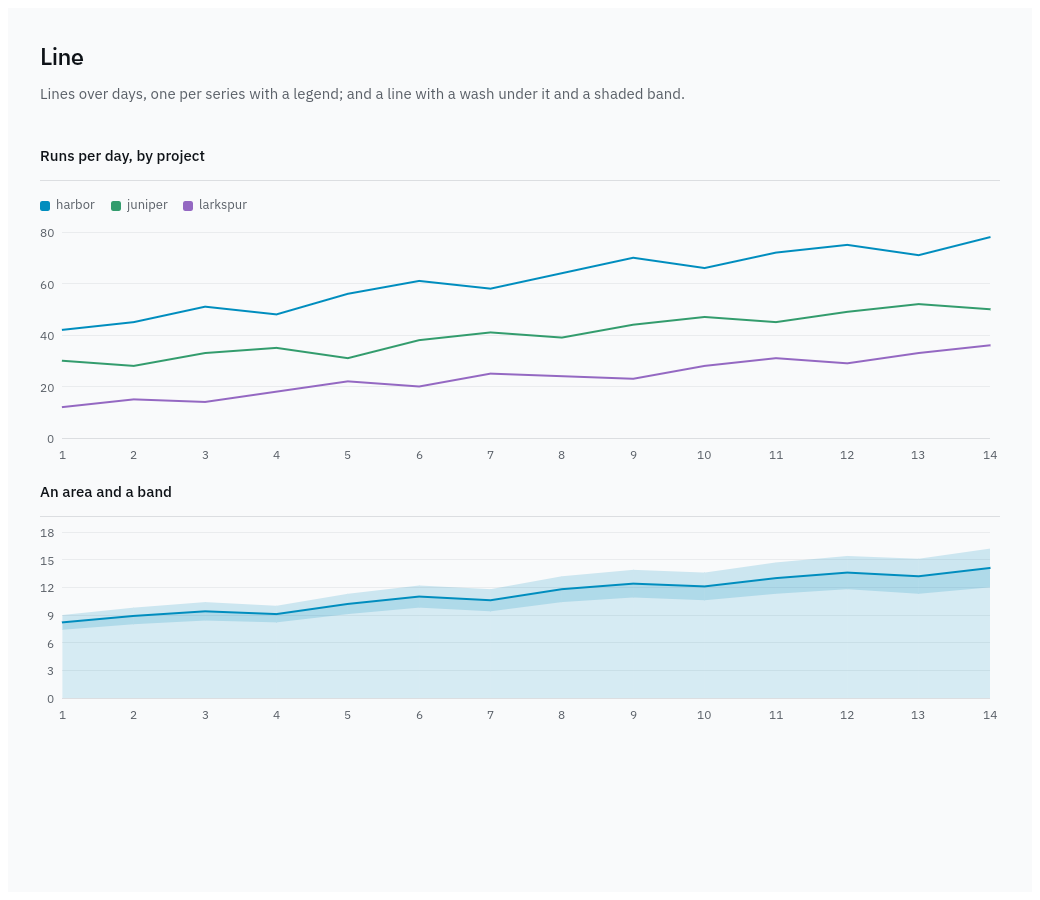 Line
Lines over days, one per series with a legend; and a line with a wash under it and a shaded band.
Runs per day, by project
harbor juniper larkspur
80
60
40
20
0
1 2 3 4 5 6 7 8 9 10 11 12 13 14
An area and a band
18
15
12
9
6
3
0
1 2 3 4 5 6 7 8 9 10 11 12 13 14